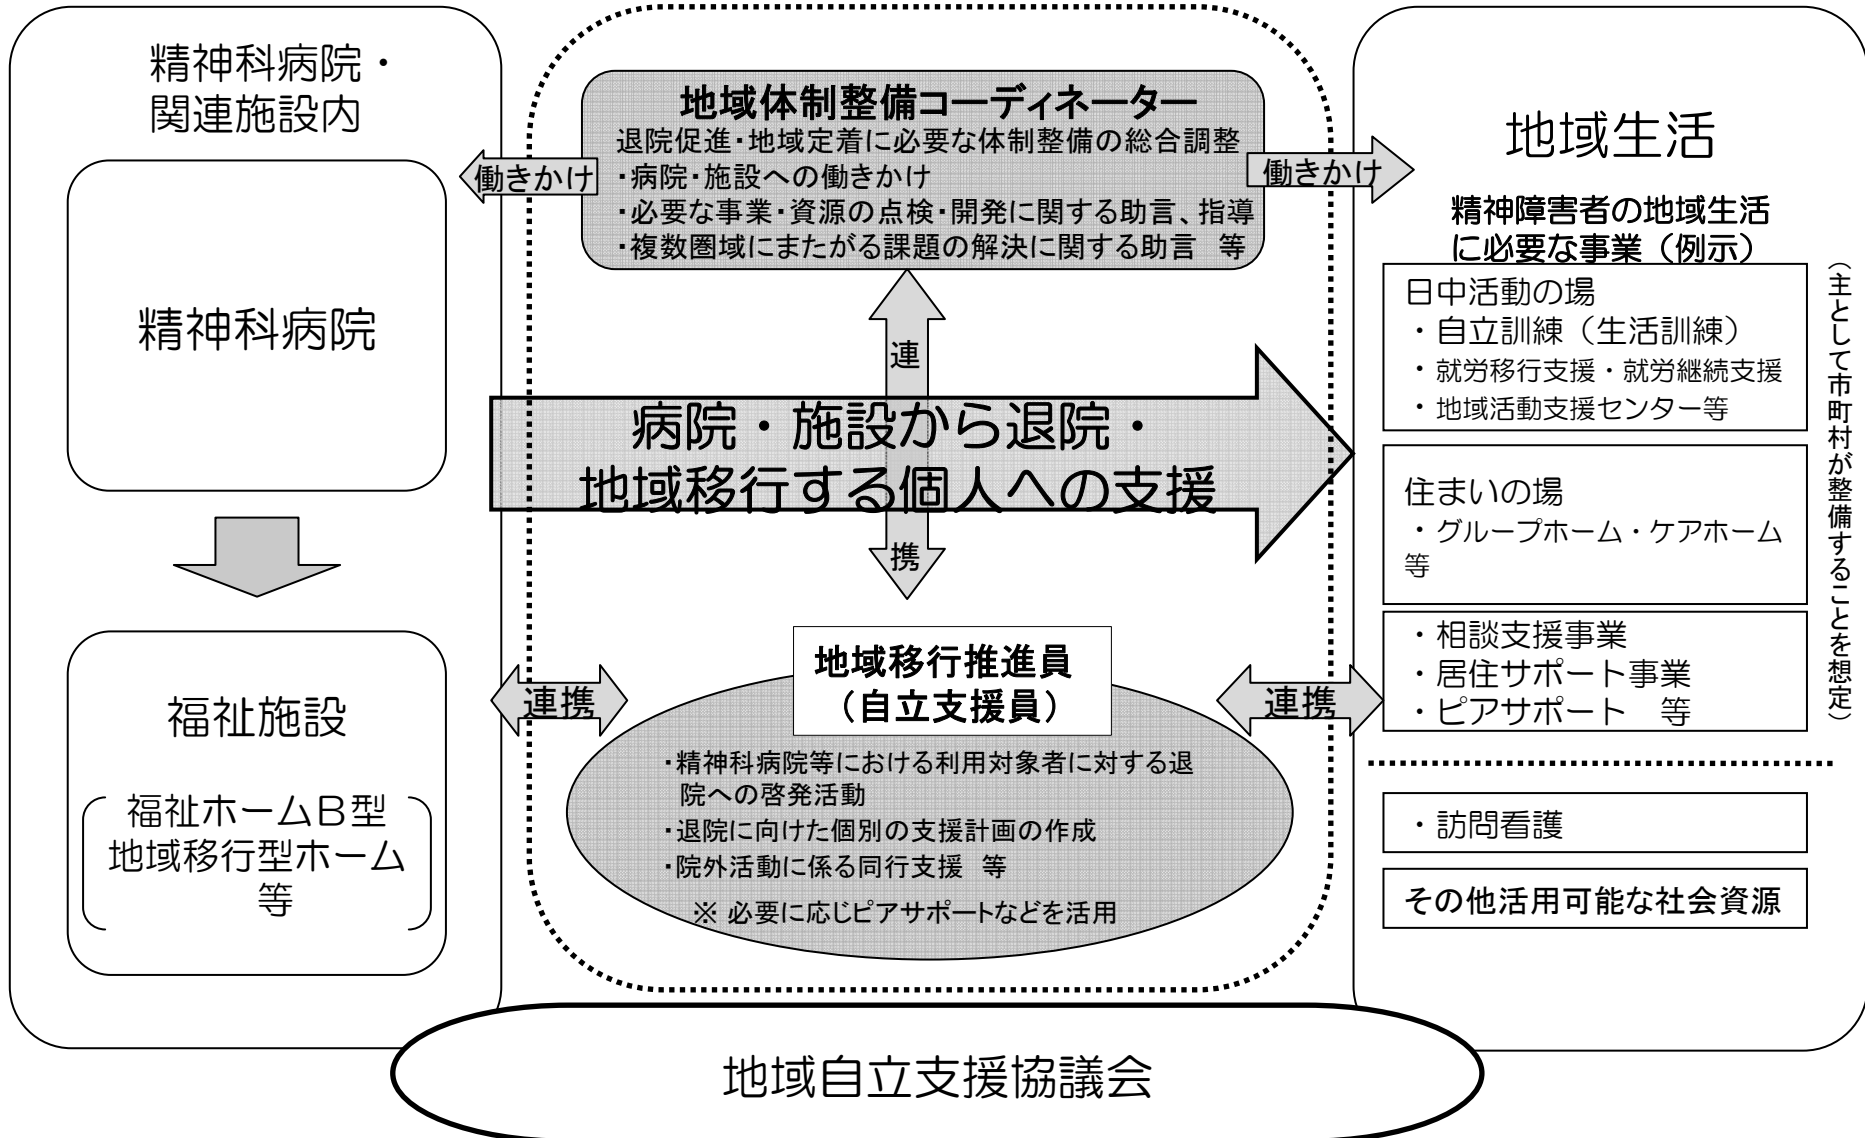 精神科病院・
関連施設内
精神科病院
福祉施設
福祉ホームB型
地域移行型ホーム
等
地域体制整備コーディネーター
退院促進・地域定着に必要な体制整備の総合調整
・病院・施設への働きかけ
・必要な事業・資源の点検・開発に関する助言、指導
・複数圏域にまたがる課題の解決に関する助言　等
働きかけ
働きかけ
連
携
病院・施設から退院・
地域移行する個人への支援
連携
連携
地域移行推進員
（自立支援員）
・精神科病院等における利用対象者に対する退
院への啓発活動
・退院に向けた個別の支援計画の作成
・院外活動に係る同行支援　等
※ 必要に応じピアサポートなどを活用
地域生活
精神障害者の地域生活
に必要な事業（例示）
日中活動の場
・自立訓練（生活訓練）
・就労移行支援・就労継続支援
・地域活動支援センター等
住まいの場
・グループホーム・ケアホーム
等
・相談支援事業
・居住サポート事業
・ピアサポート　等
（主として市町村が整備することを想定）
・訪問看護
その他活用可能な社会資源
地域自立支援協議会